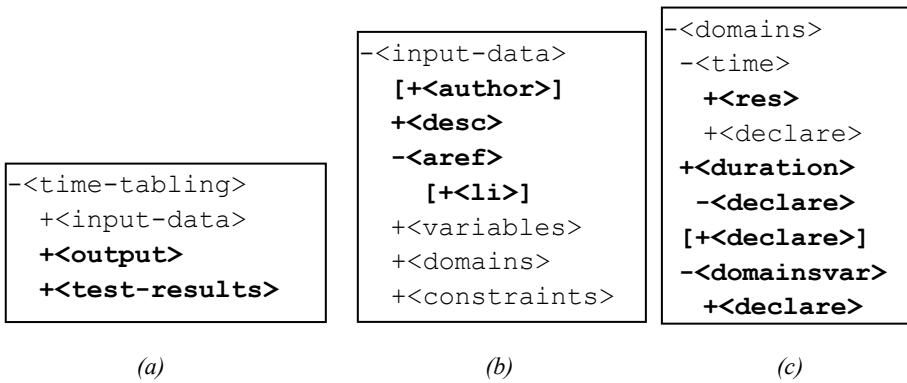 -<time-tabling>
+<input-data>
+<output>
+<test-results>
(a)
-<input-data>
[+<author>]
+<desc>
-<aref>
[+<li>]
+<variables>
+<domains>
+<constraints>
(b)
-<domains>
-<time>
+<res>
+<declare>
+<duration>
-<declare>
[+<declare>]
-<domainsvar>
+<declare>
(c)